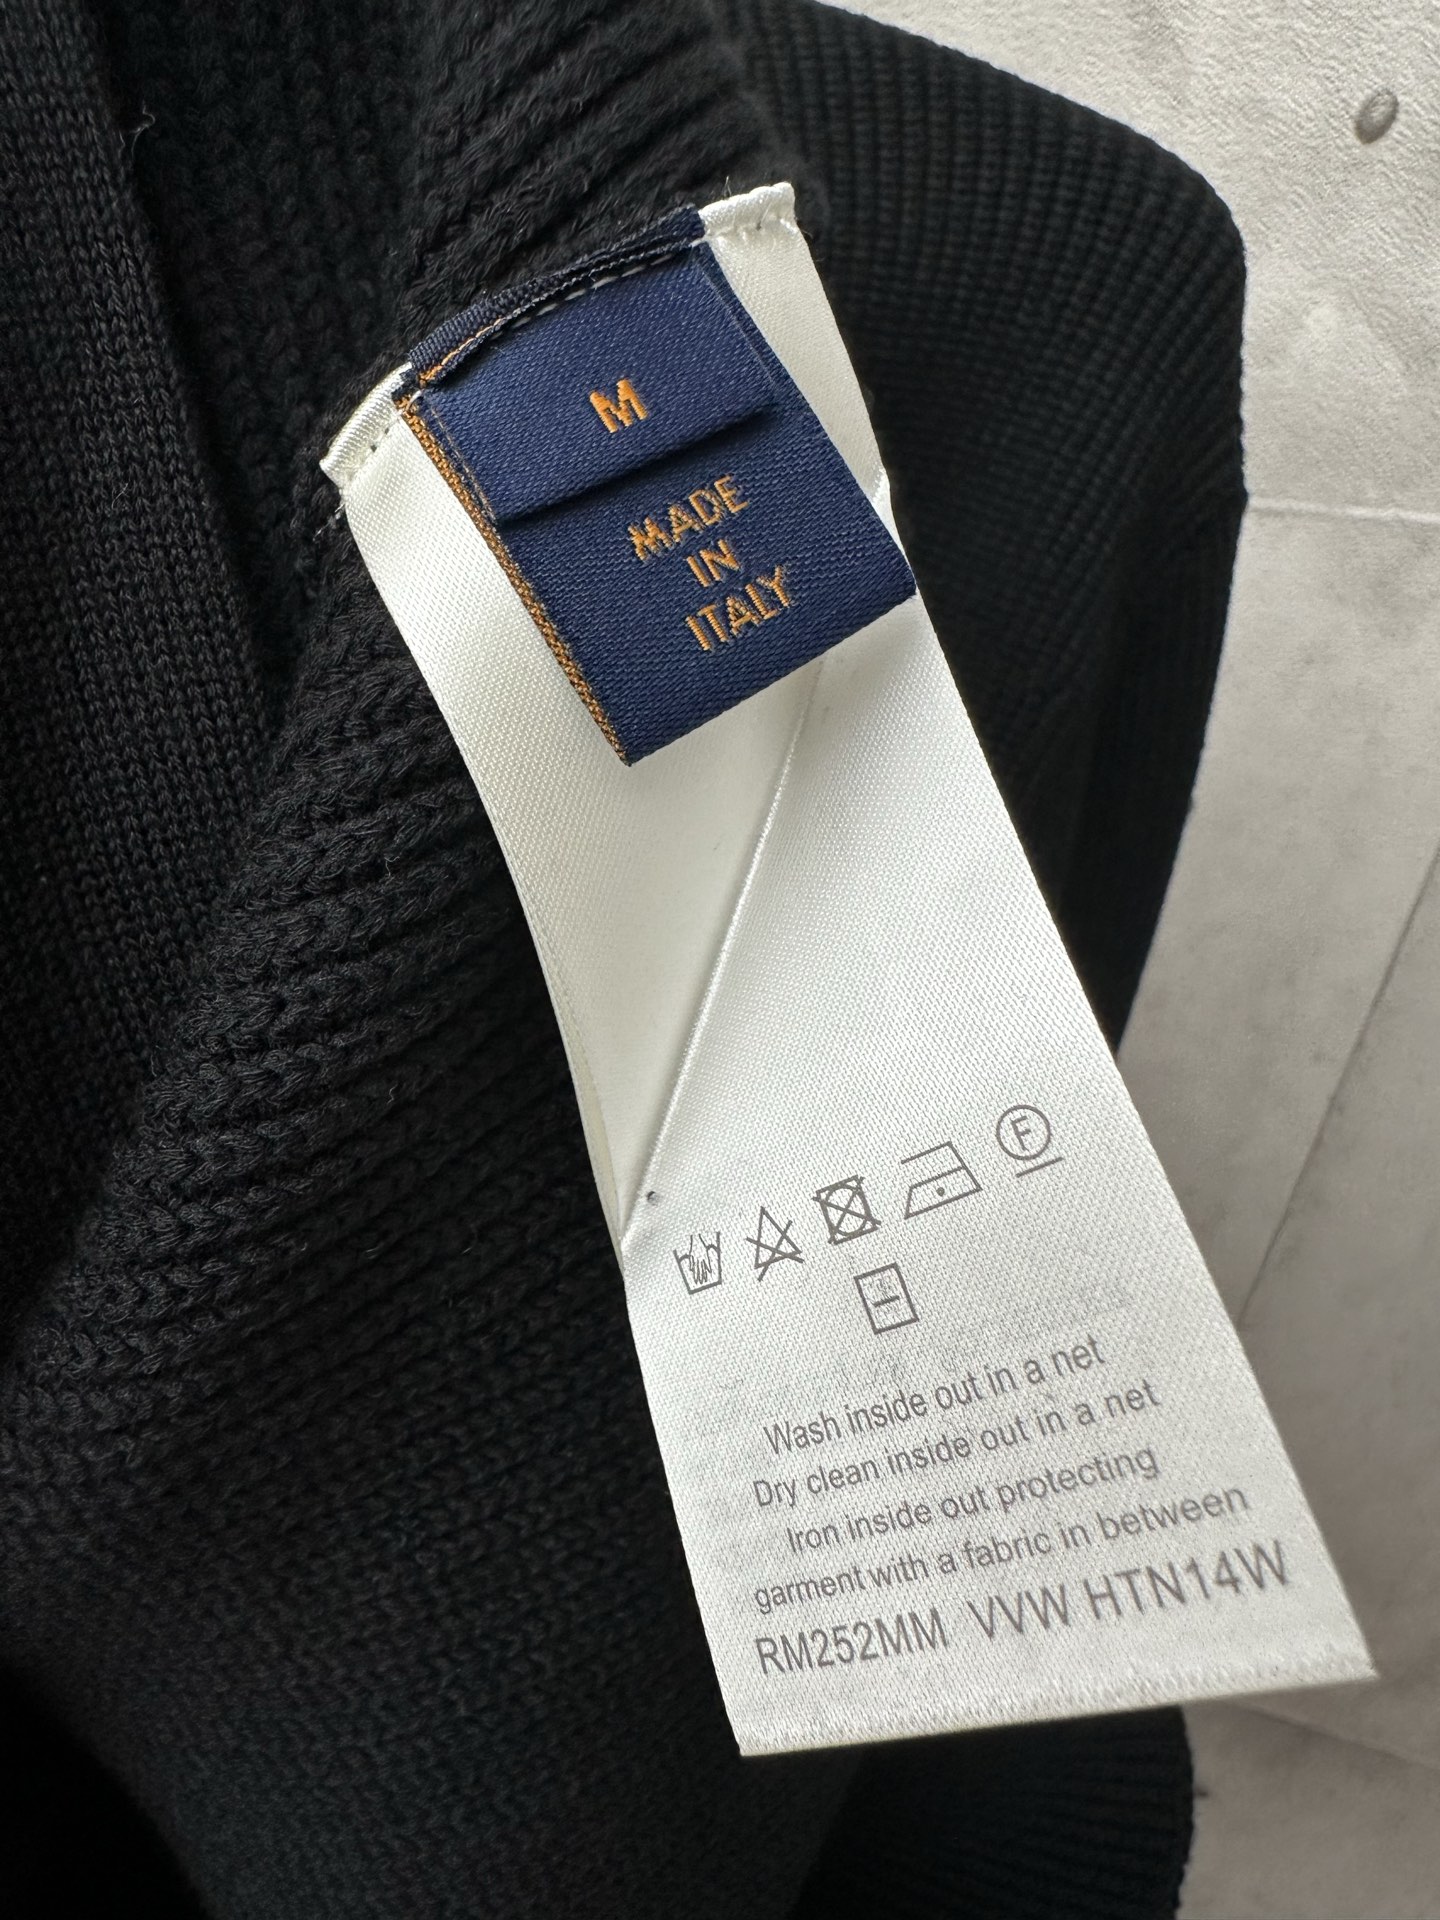 M
MADE
IN
ITALY
F
Wash inside out in a net
Dry clean inside out in a net
Iron inside out protecting
garment with a fabric in between
RM252MM VVW HTN14W